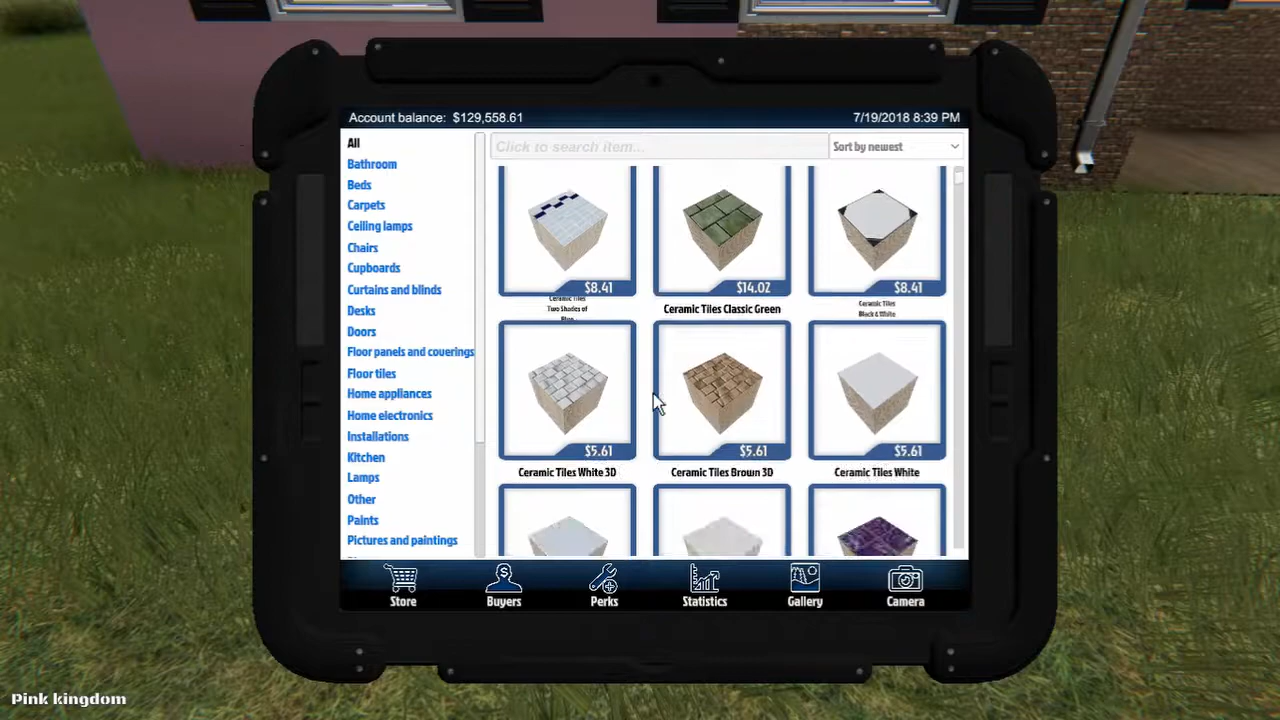 Account balance: $129,558.61
7/19/2018 8:39 PM
All
Bathroom
Beds
Carpets
Ceiling lamps
Chairs
Cupboards
Curtains and blinds
Desks
Doors
Floor panels and couerings
Floor tiles
Home appliances
Home electronics
Installations
Kitchen
Lamps
Other
Paints
Pictures and paintings
Click to search item...
Sort by newest
$8.41
$14.02
$8.41
Ceramic Tiles
Two Shades of
Blue
Ceramic Tiles Classic Green
Ceramic Tiles
Black & White
$5.61
$5.61
$5.61
Ceramic Tiles White 3D
Ceramic Tiles Brown 3D
Ceramic Tiles White
Store
Buyers
Perks
Statistics
Gallery
Camera
Pink kingdom